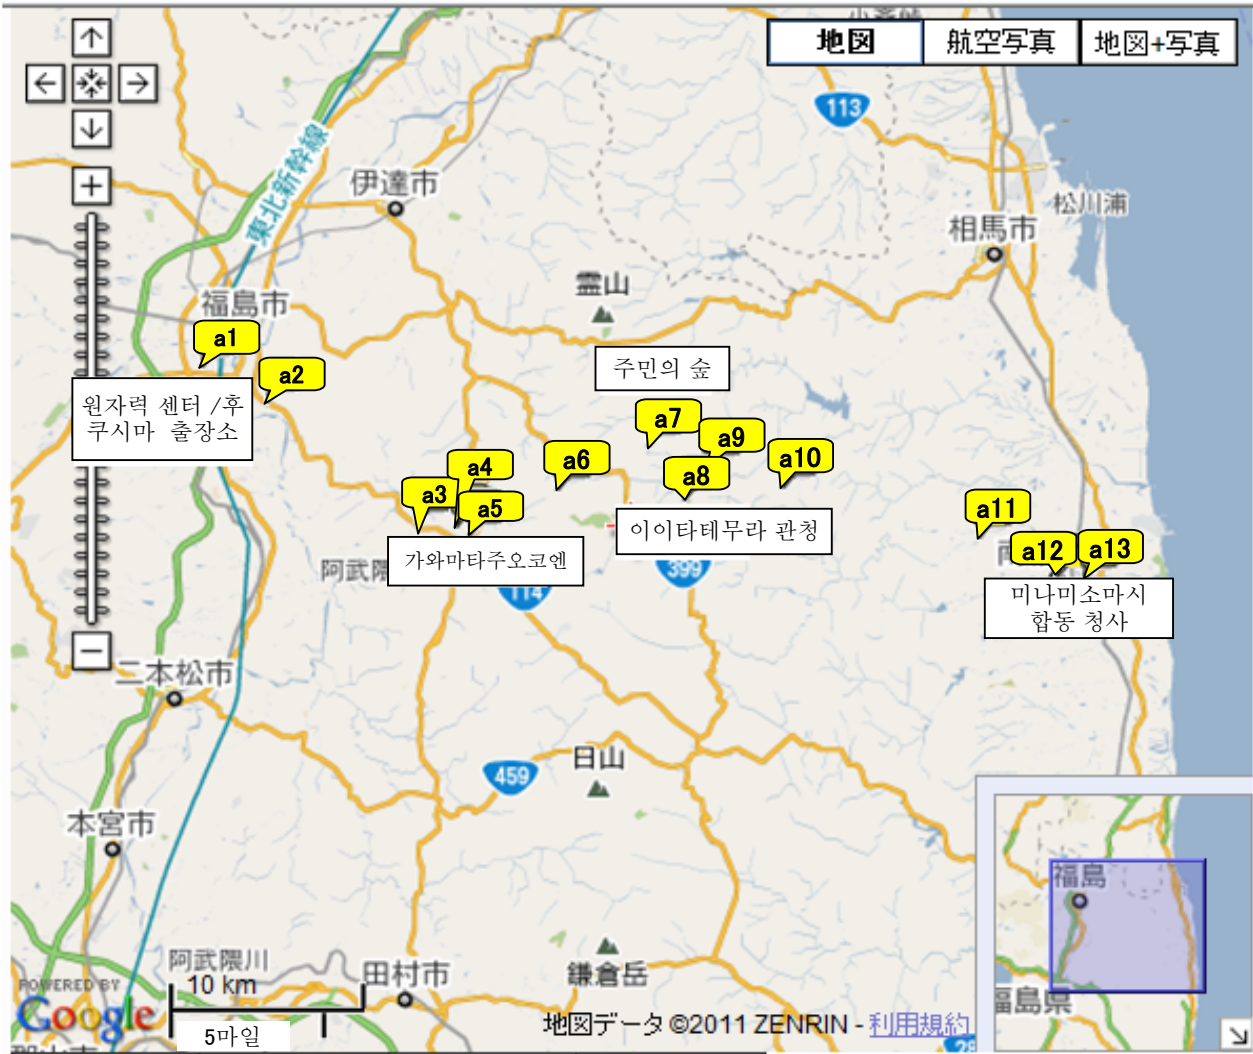 地図
航空写真
地図+写真
113
東北新幹線
伊達市
松川浦
相馬市
霊山
福島市
a1
a2
주민의 숲
원자력 센터 /후
쿠시마 출장소
a7
a9
a4
a6
a10
a8
a3
a5
a11
이이타테무라 관청
a12
a13
가와마타주오코엔
阿武隈
399
114
미나미소마시
합동 청사
二本松市
日山
459
本宮市
福島
阿武隈川
田村市
鎌倉岳
福島県
10 km
POWERED BY
Google
5마일
地図データ ©2011 ZENRIN - 利用規約